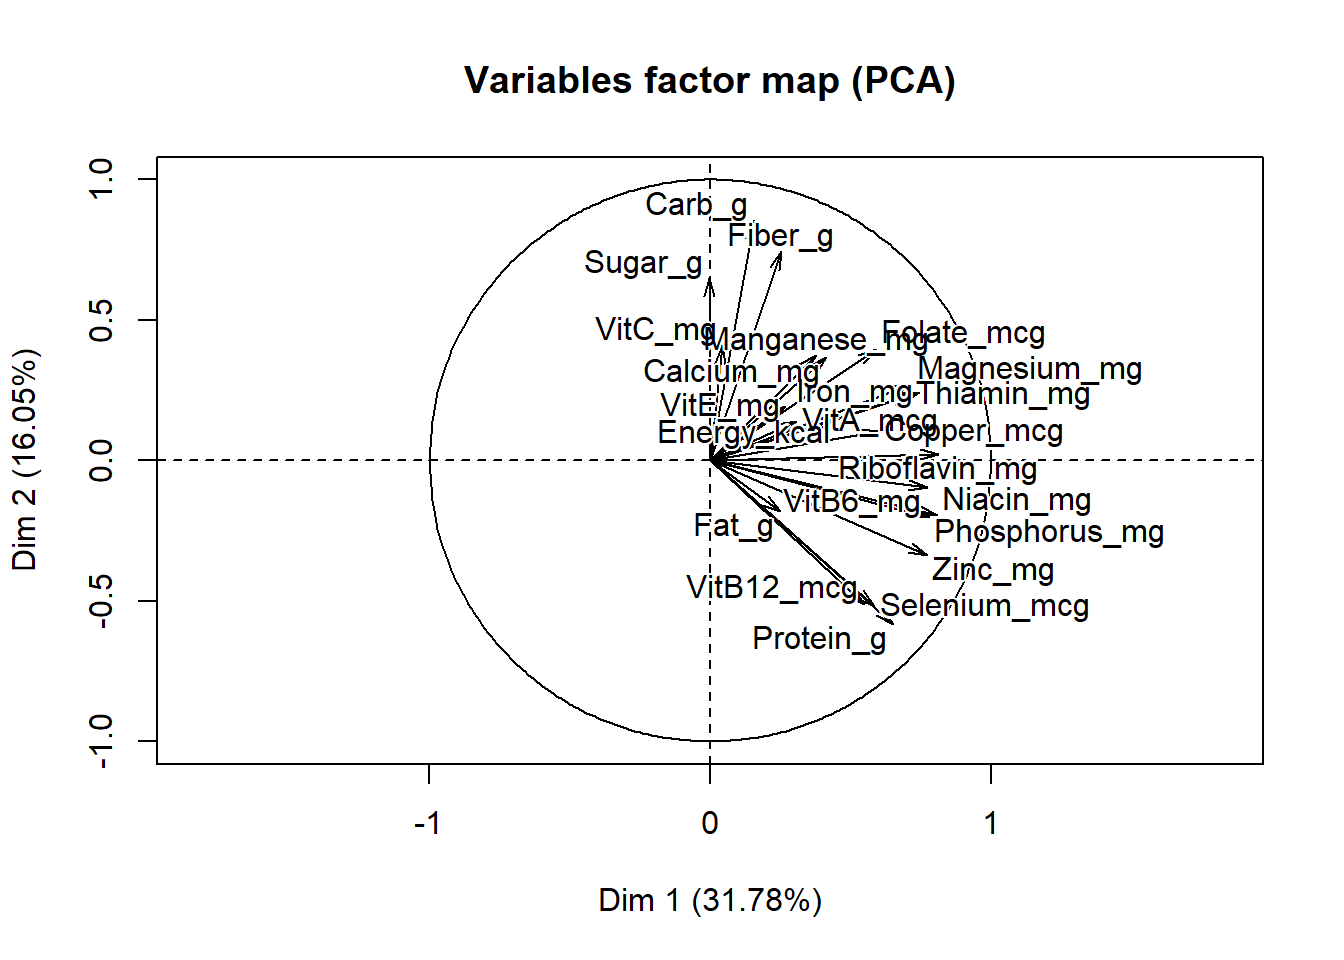 Variables factor map (PCA)
1.0
0.5
0.0
-0.5
-1.0
Dim 2 (16.05%)
Carb_g
Fiber_g
Sugar_g
VitC_mg
Manganese_mg
Folate_mcg
Calcium_mg
Magnesium_mg
Iron_mg
Thiamin_mg
VitE_mg
VitA_mcg
Energy_kcal
Copper_mcg
Riboflavin_mg
VitB6_mg
Niacin_mg
Fat_g
Phosphorus_mg
Zinc_mg
VitB12_mcg
Selenium_mcg
Protein_g
-1
0
1
Dim 1 (31.78%)